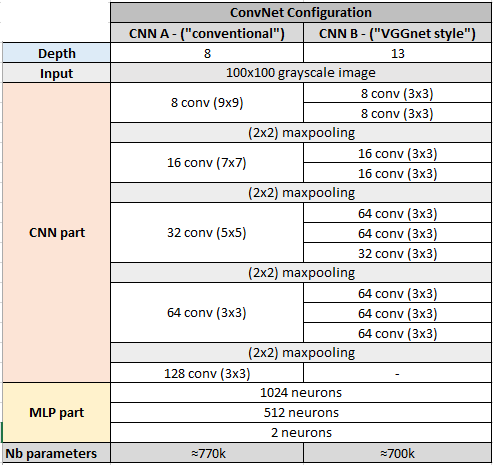 ConvNet Configuration
CNN A - ("conventional") CNN B - ("VGGnet style")
Depth 8 13
Input 100x100 grayscale image
CNN part
8 conv (9x9)
8 conv (3x3)
8 conv (3x3)
(2x2) maxpooling
16 conv (7x7)
16 conv (3x3)
16 conv (3x3)
(2x2) maxpooling
32 conv (5x5)
64 conv (3x3)
64 conv (3x3)
32 conv (3x3)
(2x2) maxpooling
64 conv (3x3)
64 conv (3x3)
64 conv (3x3)
64 conv (3x3)
(2x2) maxpooling
128 conv (3x3) -
MLP part
1024 neurons
512 neurons
2 neurons
Nb parameters ≈770k ≈700k